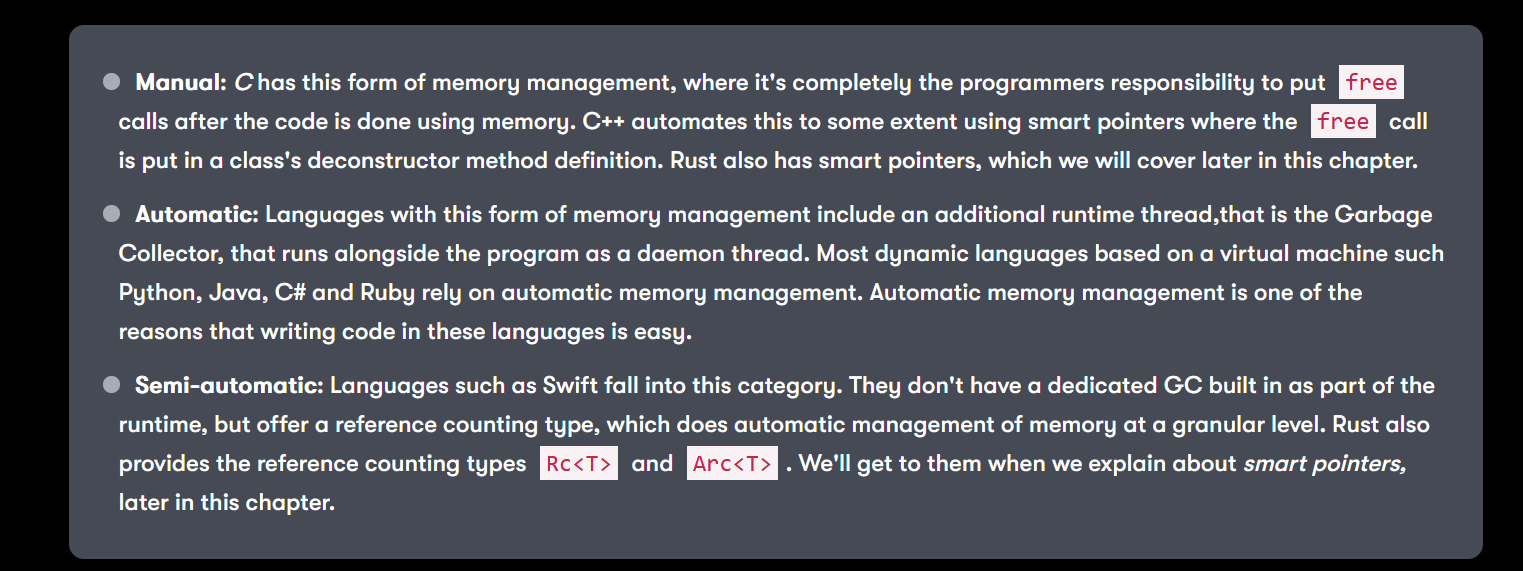 Manual: C has this form of memory management, where it's completely the programmers responsibility to put free
calls after the code is done using memory. C++ automates this to some extent using smart pointers where the free call
is put in a class's deconstructor method definition. Rust also has smart pointers, which we will cover later in this chapter.
Automatic: Languages with this form of memory management include an additional runtime thread,that is the Garbage
Collector, that runs alongside the program as a daemon thread. Most dynamic languages based on a virtual machine such
Python, Java, C# and Ruby rely on automatic memory management. Automatic memory management is one of the
reasons that writing code in these languages is easy.
Semi-automatic: Languages such as Swift fall into this category. They don't have a dedicated GC built in as part of the
runtime, but offer a reference counting type, which does automatic management of memory at a granular level. Rust also
provides the reference counting types Rc<T> and Arc<T> . We'll get to them when we explain about smart pointers,
later in this chapter.